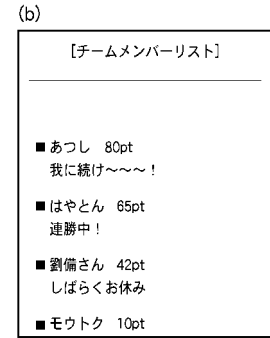 (b)
[チームメンバーリスト]
■あつし 80pt
我に続け～～～！
■はやとん 65pt
連勝中！
■劉備さん 42pt
しばらくお休み
■モウトク 10pt